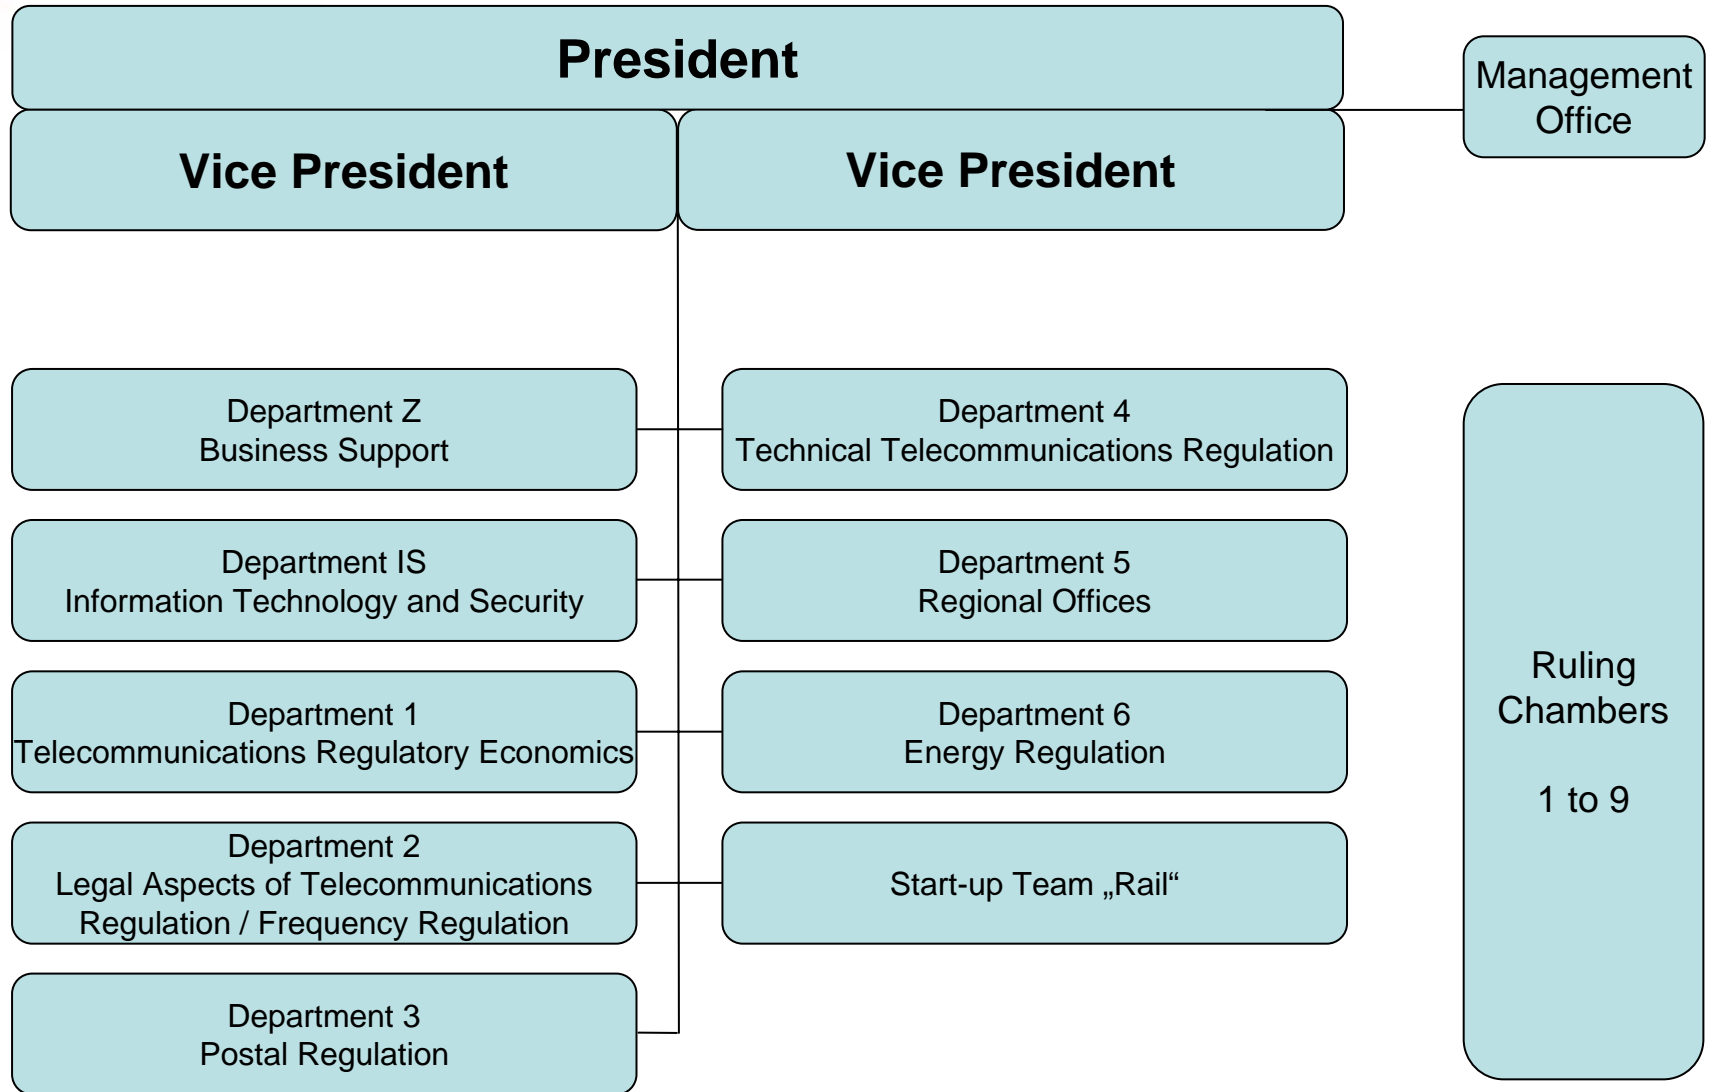 President
Management
Office
Vice President
Vice President
Department Z
Business Support
Department 4
Technical Telecommunications Regulation
Department IS
Information Technology and Security
Department 5
Regional Offices
Department 1
Telecommunications Regulatory Economics
Department 6
Energy Regulation
Department 2
Legal Aspects of Telecommunications
Regulation / Frequency Regulation
Start-up Team „Rail“
Department 3
Postal Regulation
Ruling
Chambers
1 to 9